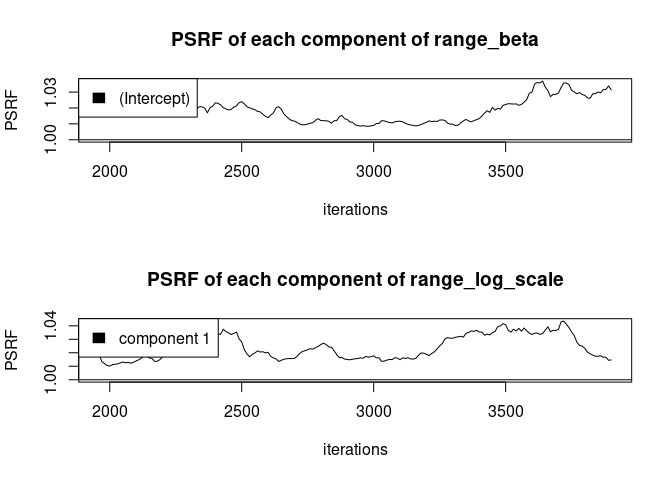 PSRF of each component of range_beta
PSRF
1.03
1.00
(Intercept)
2000 2500 3000 3500
iterations
PSRF of each component of range_log_scale
PSRF
1.04
1.00
component 1
2000 2500 3000 3500
iterations